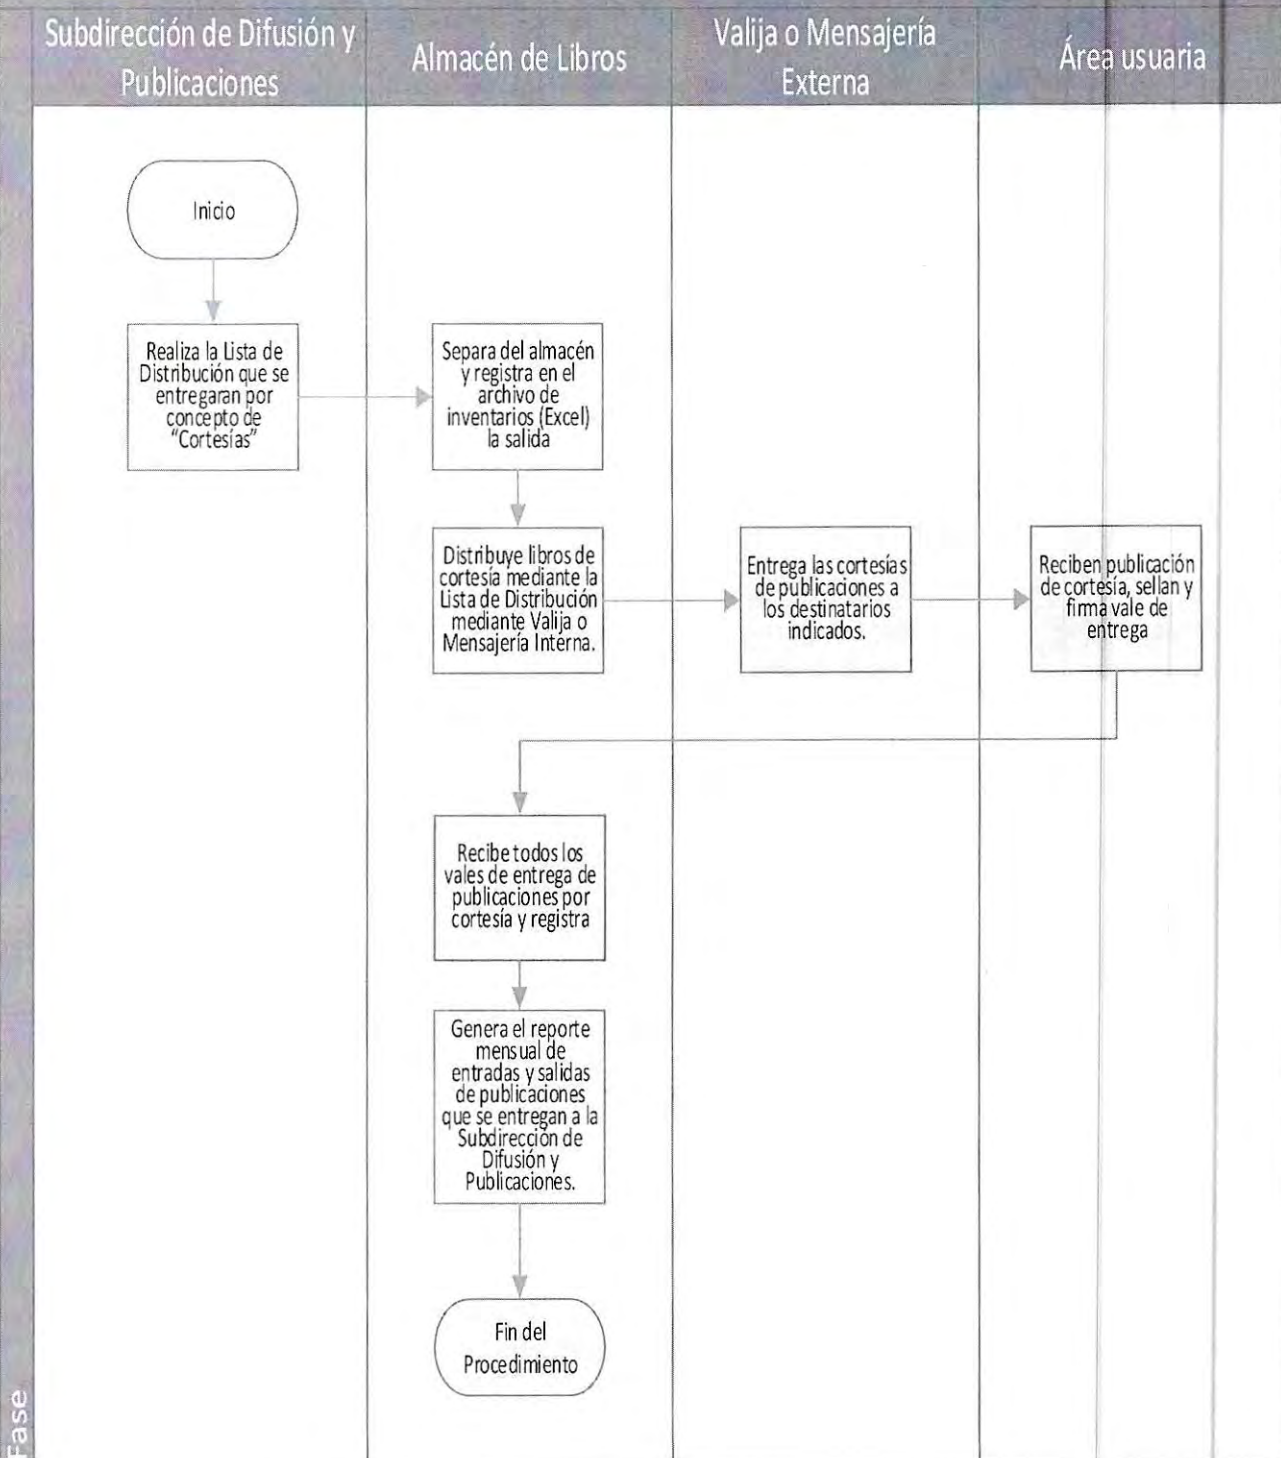 Subdirección de Difusión y
Publicaciones
Almacén de Libros
Valija o Mensajería
Externa
Área usuaria
Inicio
Realiza la Lista de
Distribución que se
entregaran por
concepto de
“Cortesías”
Separa del almacén
y registra en el
archivo de
inventarios (Excel)
la salida
Distribuye libros de
cortesía mediante la
Lista de Distribución
mediante Valija o
Mensajería Interna.
Entrega las cortesías
de publicaciones a
los destinatarios
indicados.
Reciben publicación
de cortesía, sellan y
firma vale de
entrega
Recibe todos los
vales de entrega de
publicaciones por
cortesía y registra
Genera el reporte
mensual de
entradas y salidas
de publicaciones
que se entregan a la
Subdirección de
Difusión y
Publicaciones.
Fin del
Procedimiento
Fase